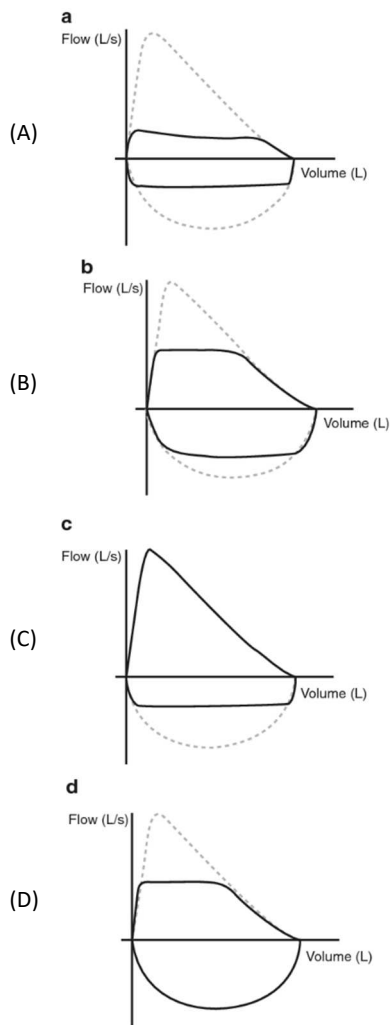 a
Flow (L/s)
(A)
Volume (L)
b
Flow (L/s)
(B)
Volume (L)
c
Flow (L/s)
(C)
Volume (L)
d
Flow (L/s)
(D)
Volume (L)